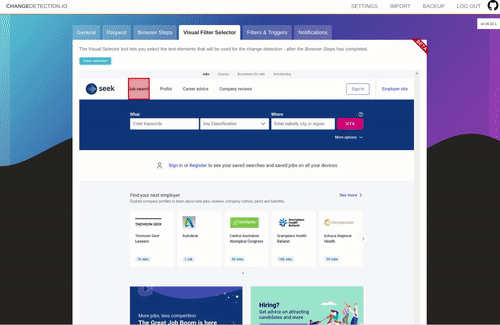 CHANGEDETECTION.IO
SETTINGS IMPORT BACKUP LOG OUT
General Request Browser Steps Visual Filter Selector Filters & Triggers Notifications
BETA
The Visual Selector tool lets you select the text elements that will be used for the change detection - after the Browser Steps has completed.
Clear selection
Jobs Courses Businesses for sale Volunteering
seek Job search Profile Career advice Company reviews Sign in Employer site
What Where
Enter Keywords Any Classification Enter suburb, city, or region SEEK
More options
Sign in or Register to see your saved searches and saved jobs on all your devices
Find your next employer See more
Explore company profiles to learn about new jobs, reviews, company culture, perks and benefits.
THOMSON GEER AUTODESK Grampians Health Ballarat
Thomson Geer Lawyers
Autodesk
Central Australian Aboriginal Congress
Grampians Health Ballarat
Echuca Regional Health
1 Job
More jobs, less competition
The Great Job Boom is here
Hiring?
Get advice on attracting candidates and more